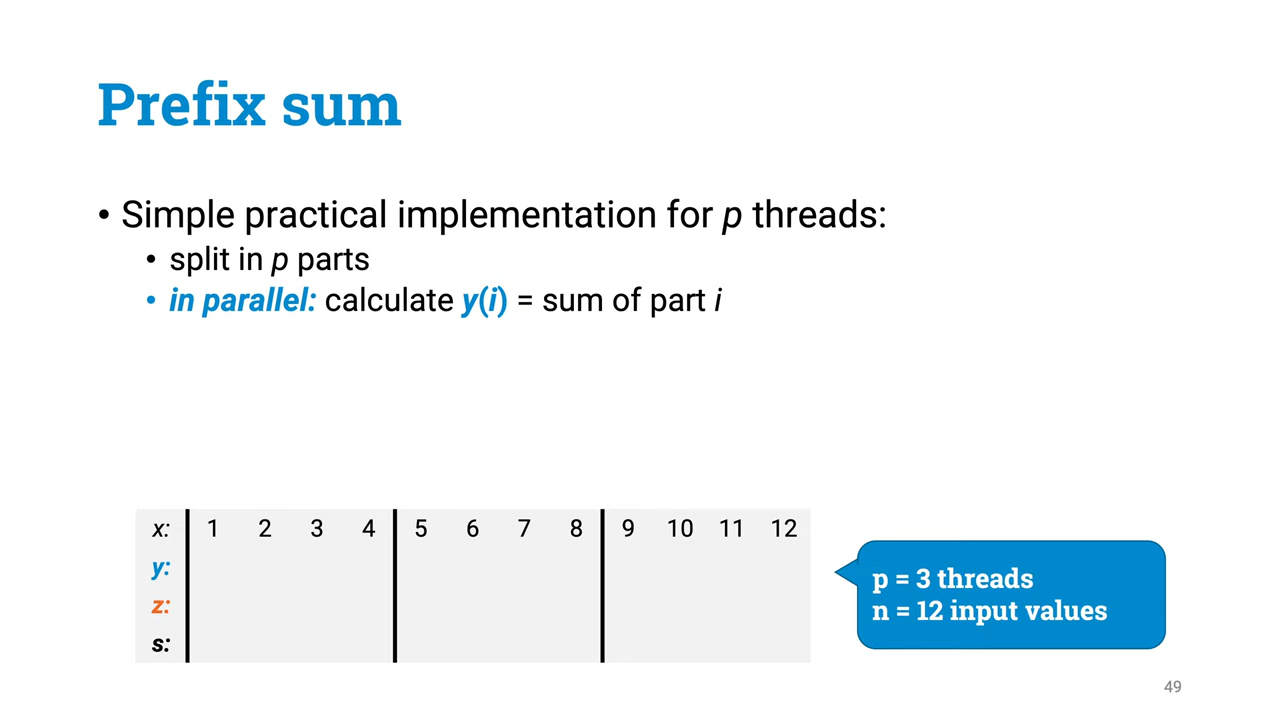 Prefix sum
• Simple practical implementation for p threads:
• split in p parts
• in parallel: calculate y(i) = sum of part i
x: 1 2 3 4 5 6 7 8 9 10 11 12
y:
z:
s:
p = 3 threads
n = 12 input values
49